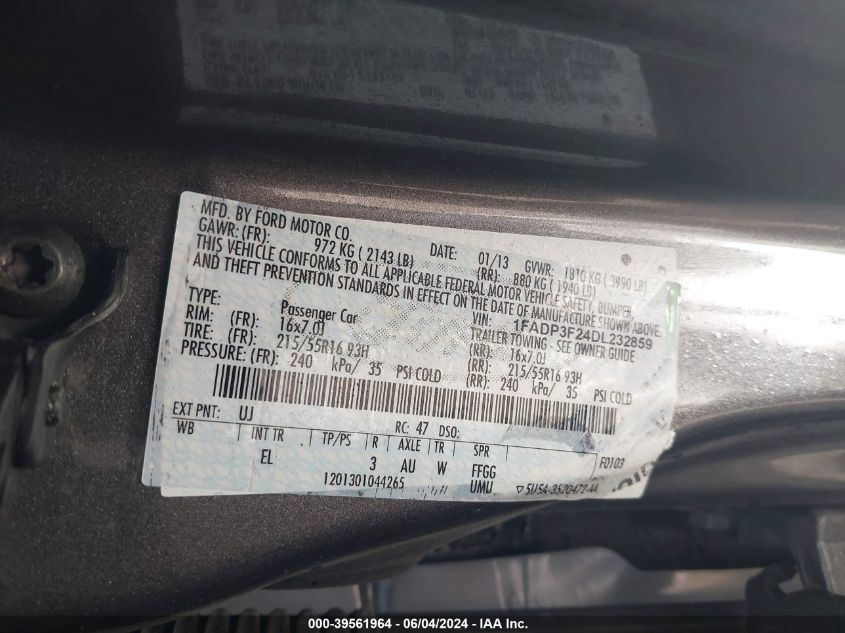 MFD. BY FORD MOTOR CO.
DATE: 01/13 GVWR: 1810 KG ( 3990 LB)
GAWR: (FR): 972 KG ( 2143 LB) (RR): 880 KG ( 1940 LB)
THIS VEHICLE CONFORMS TO ALL APPLICABLE FEDERAL MOTOR VEHICLE SAFETY, BUMPER,
AND THEFT PREVENTION STANDARDS IN EFFECT ON THE DATE OF MANUFACTURE SHOWN ABOVE.
VIN: 1FADP3F24DL232859
TYPE: Passenger Car TRAILER TOWING - SEE OWNER GUIDE
RIM: (FR): 16x7.0J (RR): 16x7.0J
TIRE: (FR): 215/55R16 93H (RR): 215/55R16 93H
PRESSURE: (FR): 240 kPa/ 35 PSI COLD (RR): 240 kPa/ 35 PSI COLD
EXT PNT: UJ RC: 47 DSO: F0103
WB INT TR TP/PS R AXLE TR SPR
EL 3 AU W FFGG
1201301044265 UMU ▽5U5A-3520472-AA
000-39561964 - 06/04/2024 - IAA Inc.